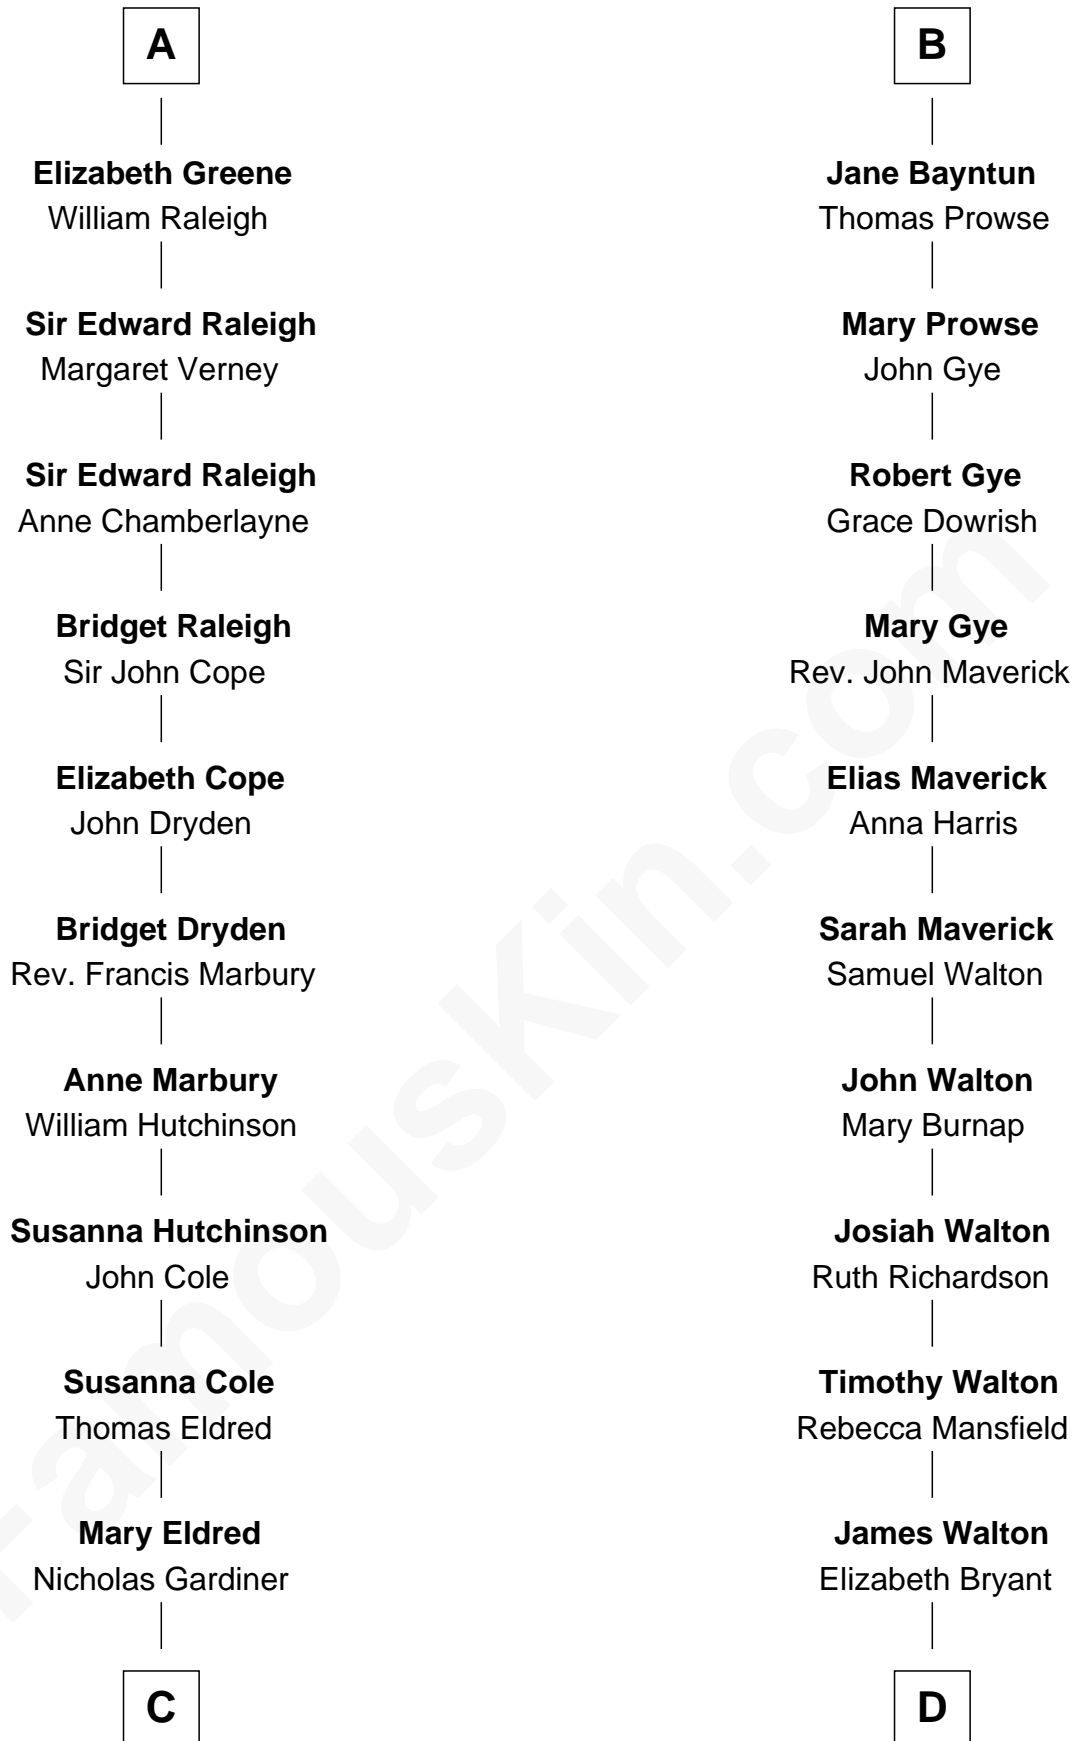 A
Elizabeth Greene
William Raleigh
Sir Edward Raleigh
Margaret Verney
Sir Edward Raleigh
Anne Chamberlayne
Bridget Raleigh
Sir John Cope
Elizabeth Cope
John Dryden
Bridget Dryden
Rev. Francis Marbury
Anne Marbury
William Hutchinson
Susanna Hutchinson
John Cole
Susanna Cole
Thomas Eldred
Mary Eldred
Nicholas Gardiner
C
B
Jane Bayntun
Thomas Prowse
Mary Prowse
John Gye
Robert Gye
Grace Dowrish
Mary Gye
Rev. John Maverick
Elias Maverick
Anna Harris
Sarah Maverick
Samuel Walton
John Walton
Mary Burnap
Josiah Walton
Ruth Richardson
Timothy Walton
Rebecca Mansfield
James Walton
Elizabeth Bryant
D
FamousKin.com